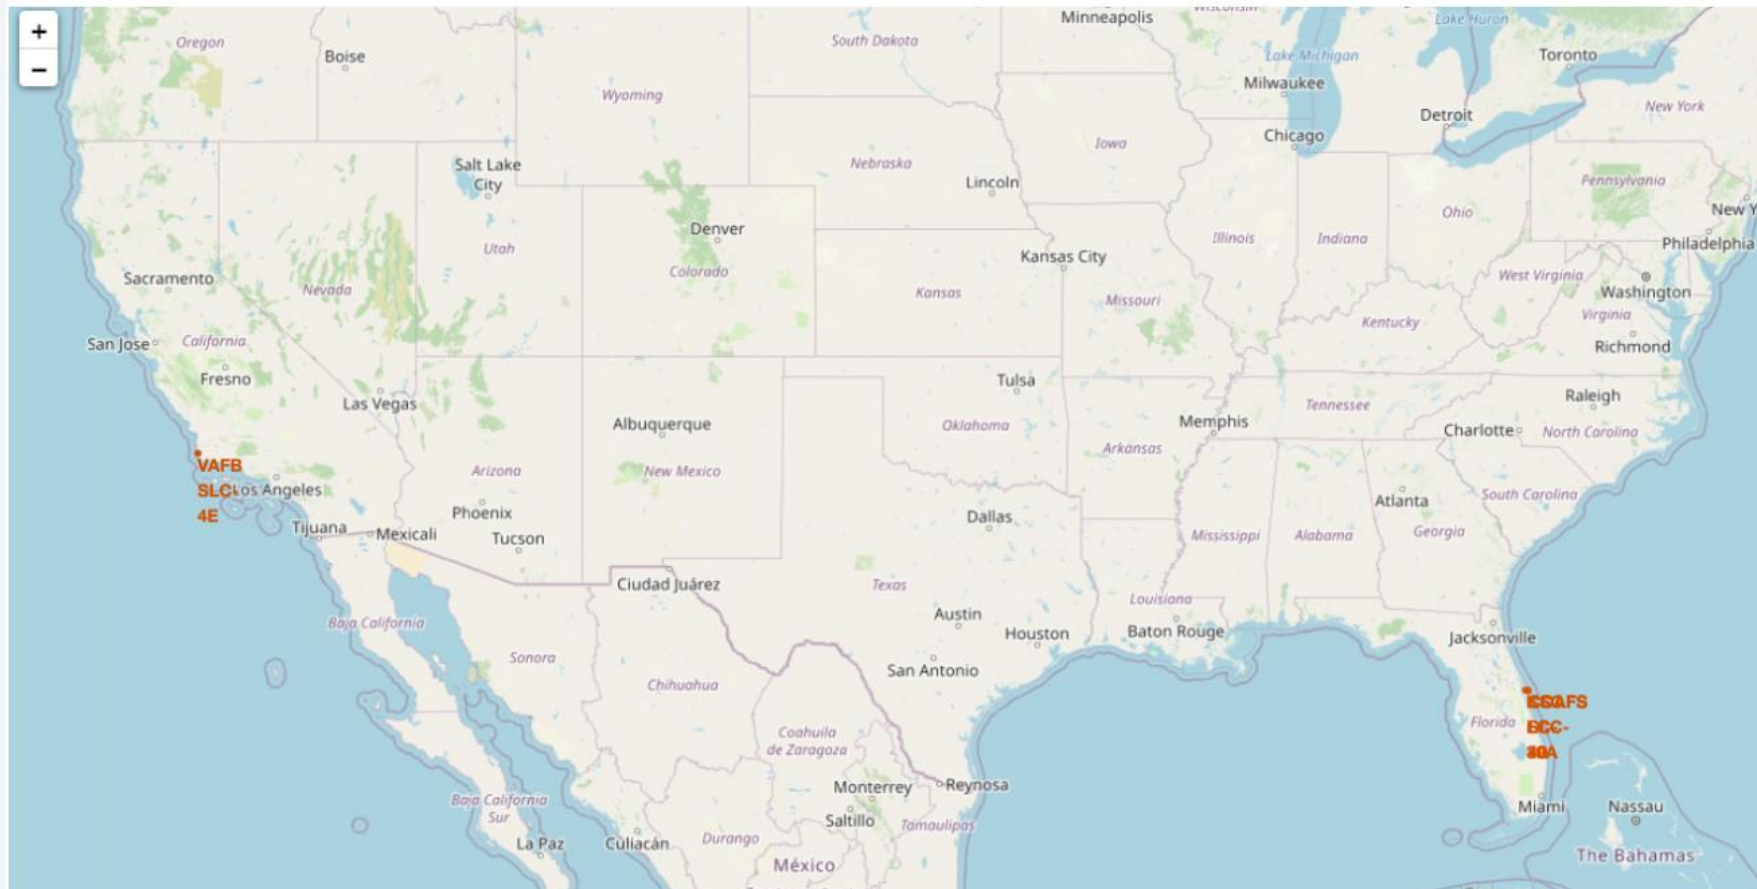 +
−
Minneapolis
Wisconsin
Lake Huron
Oregon
South Dakota
Boise
Lake Michigan
Toronto
Milwaukee
Wyoming
New York
Detroit
Chicago
Iowa
Salt Lake
City
Nebraska
Lincoln
Pennsylvania
New Y
Ohio
Denver
Illinois
Indiana
Philadelphia
Utah
Kansas City
Colorado
West Virginia
Sacramento
Nevada
Kansas
Missouri
Washington
Virginia
Kentucky
San Jose
California
Richmond
Fresno
Tulsa
Las Vegas
Raleigh
Tennessee
Albuquerque
Oklahoma
Memphis
Charlotte
North Carolina
Arkansas
VAFB
SLC-
4E
Los Angeles
Arizona
New Mexico
South Carolina
Atlanta
Phoenix
Dallas
Tijuana
Mexicali
Tucson
Mississippi
Alabama
Georgia
Ciudad Juárez
Texas
Louisiana
Austin
Baja California
Houston
Baton Rouge
Jacksonville
Sonora
San Antonio
Chihuahua
Florida
Coahuila
de Zaragoza
Monterrey
Reynosa
Baja California
Sur
Saltillo
Tamaulipas
Miami
Nassau
La Paz
Culiacán
Durango
The Bahamas
México